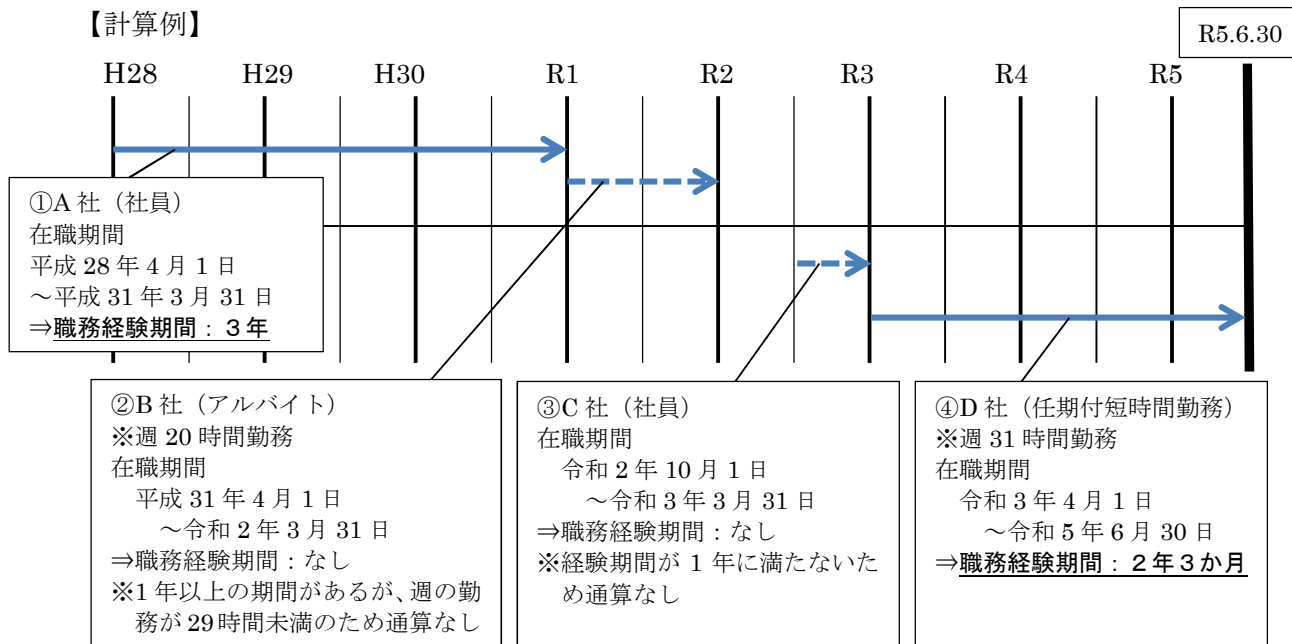 【計算例】
R5.6.30
H28 H29 H30 R1 R2 R3 R4 R5
①A 社（社員）
在職期間
平成 28 年 4 月 1 日
～平成 31 年 3 月 31 日
⇒職務経験期間：３年
②B 社（アルバイト）
※週 20 時間勤務
在職期間
平成 31 年 4 月 1 日
～令和 2 年 3 月 31 日
⇒職務経験期間：なし
※1 年以上の期間があるが、週の勤
務が 29 時間未満のため通算なし
③C 社（社員）
在職期間
令和 2 年 10 月 1 日
～令和 3 年 3 月 31 日
⇒職務経験期間：なし
※経験期間が 1 年に満たないた
め通算なし
④D 社（任期付短時間勤務）
※週 31 時間勤務
在職期間
令和 3 年 4 月 1 日
～令和 5 年 6 月 30 日
⇒職務経験期間：２年３か月